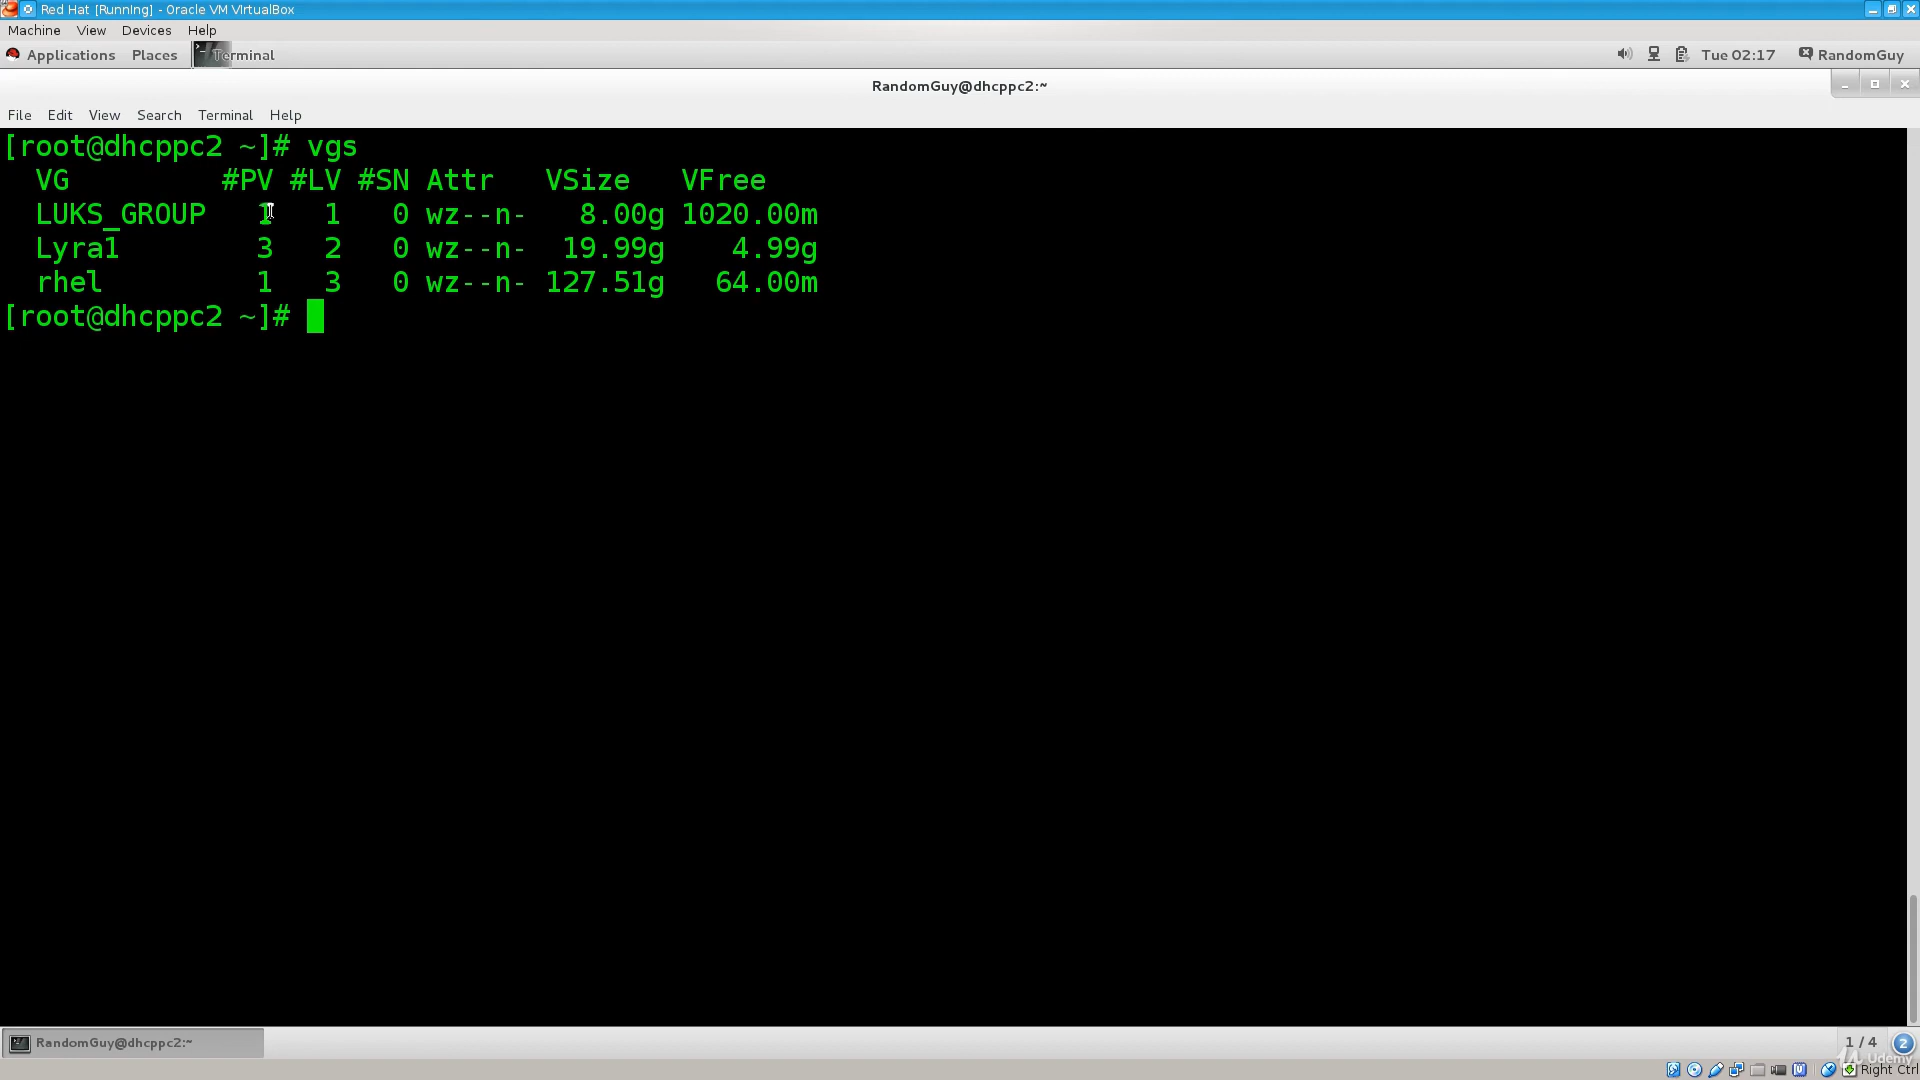 Red Hat [Running] - Oracle VM VirtualBox
Machine View Devices Help
Applications Places Terminal Tue 02:17 RandomGuy
RandomGuy@dhcppc2:~
File Edit View Search Terminal Help
[root@dhcppc2 ~]# vgs
VG #PV #LV #SN Attr VSize VFree
LUKS_GROUP 1 1 0 wz--n- 8.00g 1020.00m
Lyra1 3 2 0 wz--n- 19.99g 4.99g
rhel 1 3 0 wz--n- 127.51g 64.00m
[root@dhcppc2 ~]#
RandomGuy@dhcppc2:~ 1 / 4 2
Udemy
Right Ctrl